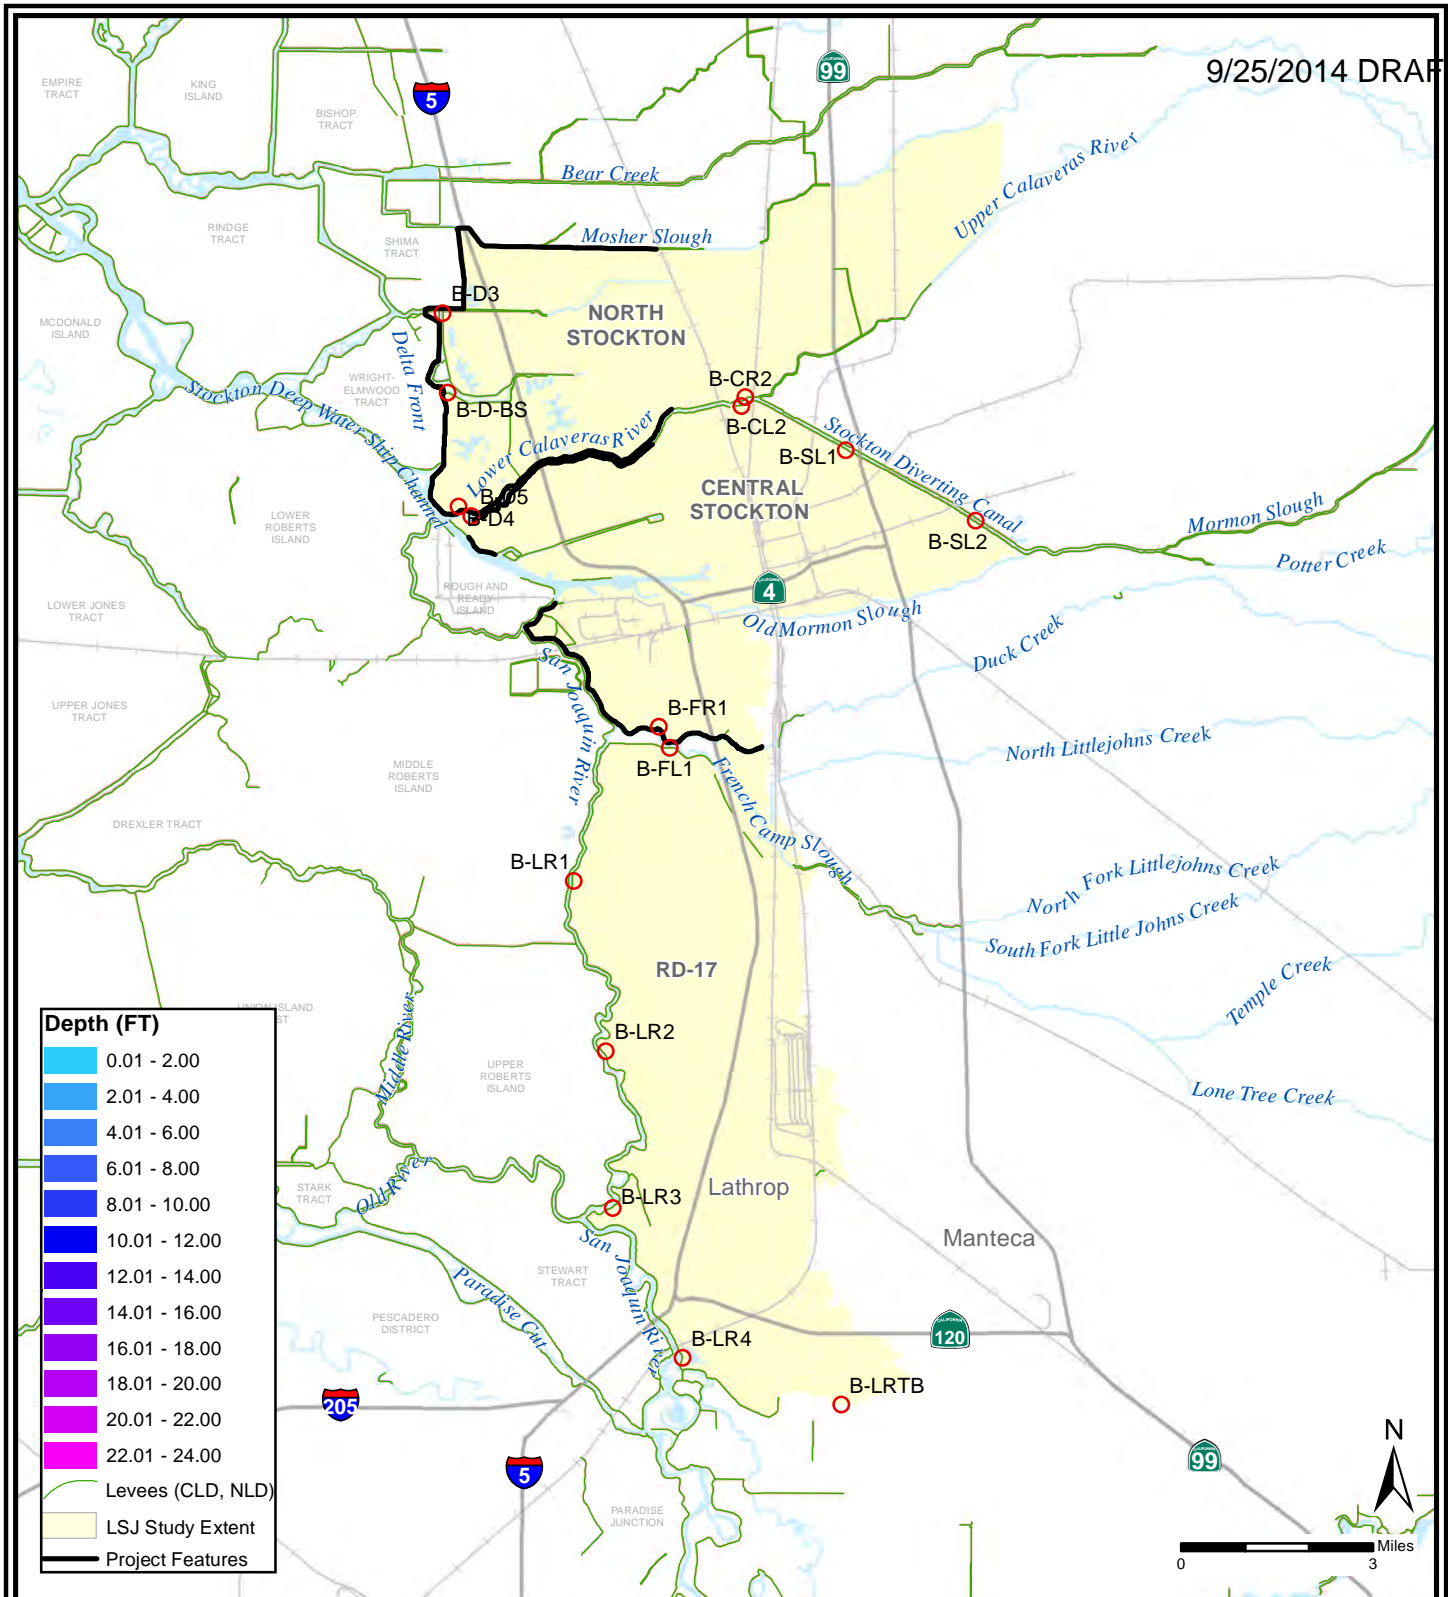 9/25/2014 DRAF
99
5
EMPIRE
TRACT
KING
ISLAND
BISHOP
TRACT
Bear Creek
Upper Calaveras River
RINDGE
TRACT
SHIMA
TRACT
Mosher Slough
B-D3
NORTH
STOCKTON
MCDONALD
ISLAND
Delta Front
WRIGHT-
ELMWOOD
TRACT
Stockton Deep Water Ship Channel
B-D-BS
B-CR2
B-CL2
Lower Calaveras River
Stockton Diverting Canal
B-SL1
CENTRAL
STOCKTON
B-D5
B-D4
B-SL2
Mormon Slough
Potter Creek
LOWER
ROBERTS
ISLAND
ROUGH AND
READY
ISLAND
4
LOWER JONES
TRACT
Old Mormon Slough
Duck Creek
San Joaquin River
UPPER JONES
TRACT
B-FR1
B-FL1
North Littlejohns Creek
French Camp Slough
MIDDLE
ROBERTS
ISLAND
DREXLER TRACT
B-LR1
North Fork Littlejohns Creek
South Fork Little Johns Creek
RD-17
Temple Creek
UNION ISLAND
ST
Middle River
B-LR2
UPPER
ROBERTS
ISLAND
Lone Tree Creek
STARK
TRACT
Old River
B-LR3
Lathrop
Manteca
San Joaquin River
STEWART
TRACT
Paradise Cut
PESCADERO
DISTRICT
120
B-LR4
B-LRTB
205
5
99
PARADISE
JUNCTION
Depth (FT)
0.01 - 2.00
2.01 - 4.00
4.01 - 6.00
6.01 - 8.00
8.01 - 10.00
10.01 - 12.00
12.01 - 14.00
14.01 - 16.00
16.01 - 18.00
18.01 - 20.00
20.01 - 22.00
22.01 - 24.00
Levees (CLD, NLD)
LSJ Study Extent
Project Features
N
Miles
0 3